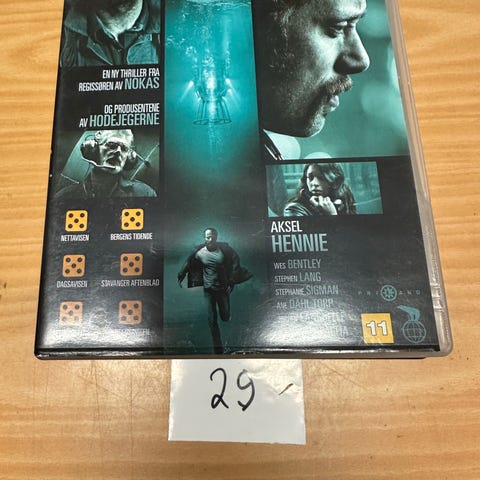 EN NY THRILLER FRA
REGISSØREN AV NOKAS
OG PRODUSENTENE
AV HODEJEGERNE
NETTAVISEN
BERGENS TIDENDE
DAGSAVISEN
STAVANGER AFTENBLAD
AKSEL
HENNIE
WES BENTLEY
STEPHEN LANG
STEPHANIE SIGMAN
ANE DAHL TORP
11
29